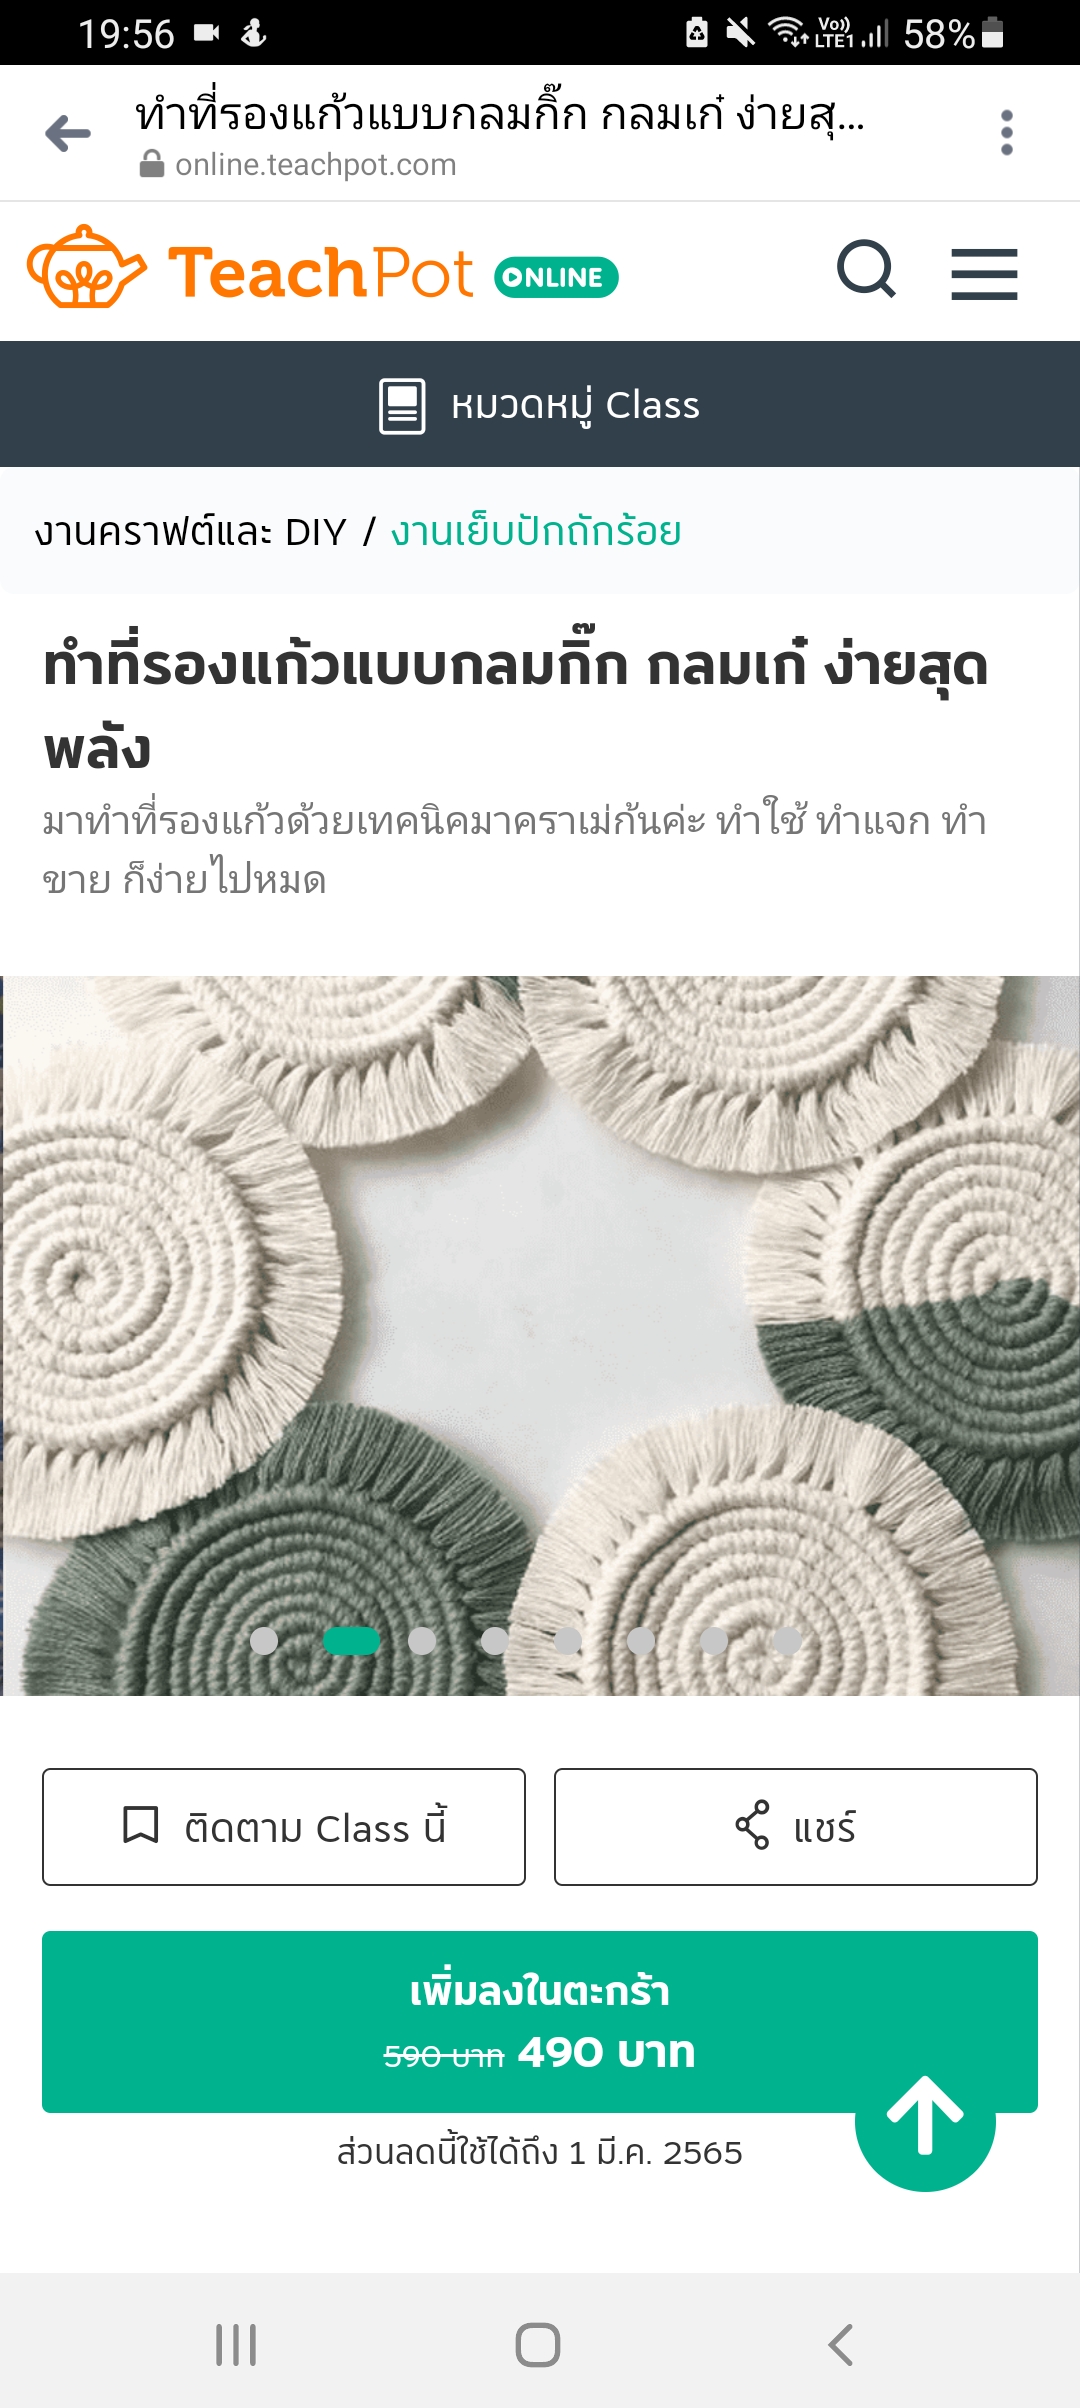 19:56
Vo)) LTE1 58%
ทำที่รองแก้วแบบกลมกิ๊ก กลมเก๋ ง่ายสุ...
online.teachpot.com
TeachPot ONLINE
หมวดหมู่ Class
งานคราฟต์และ DIY / งานเย็บปักถักร้อย
ทำที่รองแก้วแบบกลมกิ๊ก กลมเก๋ ง่ายสุด
พลัง
มาทำที่รองแก้วด้วยเทคนิคมาคราเม่ก้นค่ะ ทำใช้ ทำแจก ทำ
ขาย ก็ง่ายไปหมด
ติดตาม Class นี้
แชร์
เพิ่มลงในตะกร้า
590 บาท 490 บาท
ส่วนลดนี้ใช้ได้ถึง 1 มี.ค. 2565